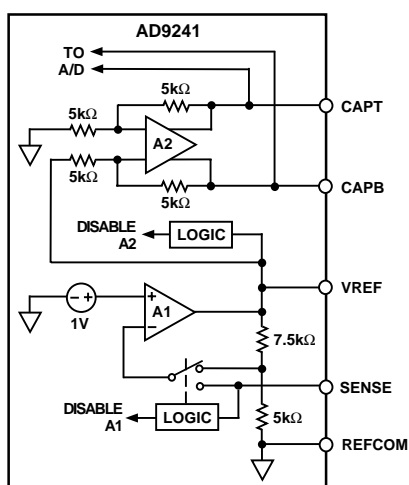 AD9241
TO
A/D
5kΩ
5kΩ
CAPT
A2
5kΩ
5kΩ
CAPB
DISABLE
A2
LOGIC
VREF
A1
1V
7.5kΩ
SENSE
DISABLE
A1
LOGIC
5kΩ
REFCOM